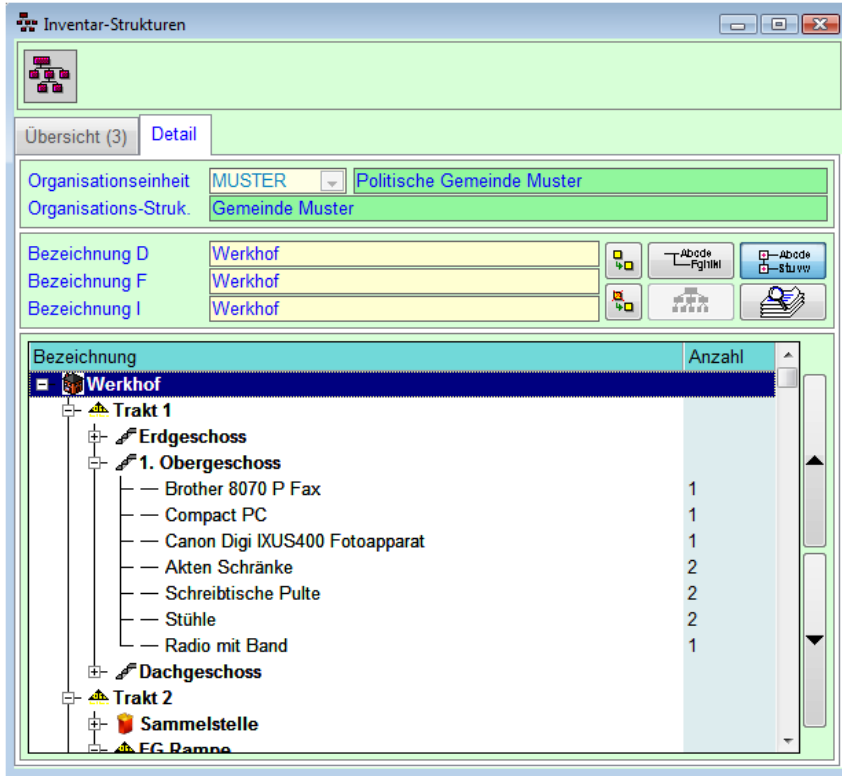 Inventar-Strukturen
Übersicht (3) Detail
Organisationseinheit MUSTER Politische Gemeinde Muster
Organisations-Struk. Gemeinde Muster
Bezeichnung D Werkhof Abcde Fghiki Abcde Stuvw
Bezeichnung F Werkhof
Bezeichnung I Werkhof
Bezeichnung Anzahl
Werkhof
Trakt 1
Erdgeschoss
1. Obergeschoss
Brother 8070 P Fax 1
Compact PC 1
Canon Digi IXUS400 Fotoapparat 1
Akten Schränke 2
Schreibtische Pulte 2
Stühle 2
Radio mit Band 1
Dachgeschoss
Trakt 2
Sammelstelle
EG Rampe